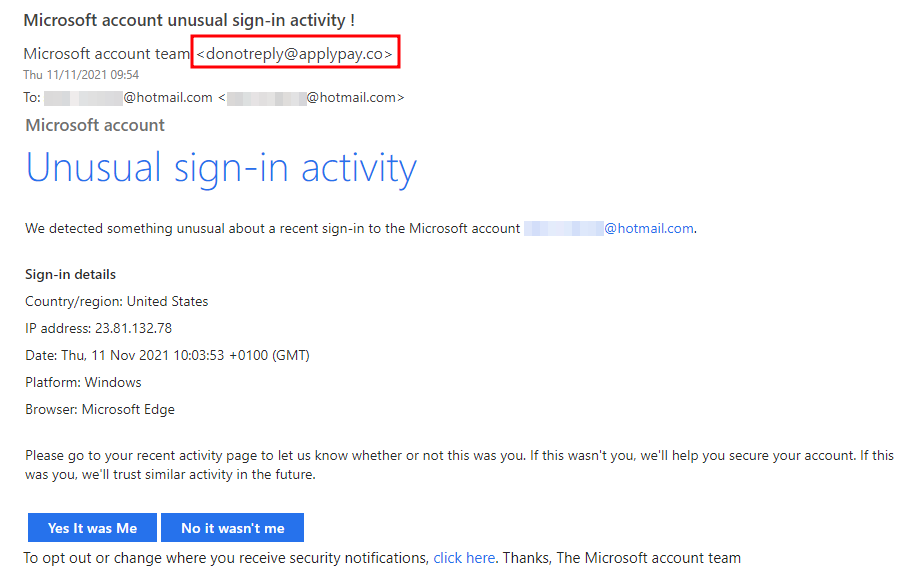 Microsoft account unusual sign-in activity !
Microsoft account team <donotreply@applypay.co>
Thu 11/11/2021 09:54
To: @hotmail.com < @hotmail.com>
Microsoft account
Unusual sign-in activity
We detected something unusual about a recent sign-in to the Microsoft account @hotmail.com.
Sign-in details
Country/region: United States
IP address: 23.81.132.78
Date: Thu, 11 Nov 2021 10:03:53 +0100 (GMT)
Platform: Windows
Browser: Microsoft Edge
Please go to your recent activity page to let us know whether or not this was you. If this wasn't you, we'll help you secure your account. If this
was you, we'll trust similar activity in the future.
Yes It was Me No it wasn't me
To opt out or change where you receive security notifications, click here. Thanks, The Microsoft account team